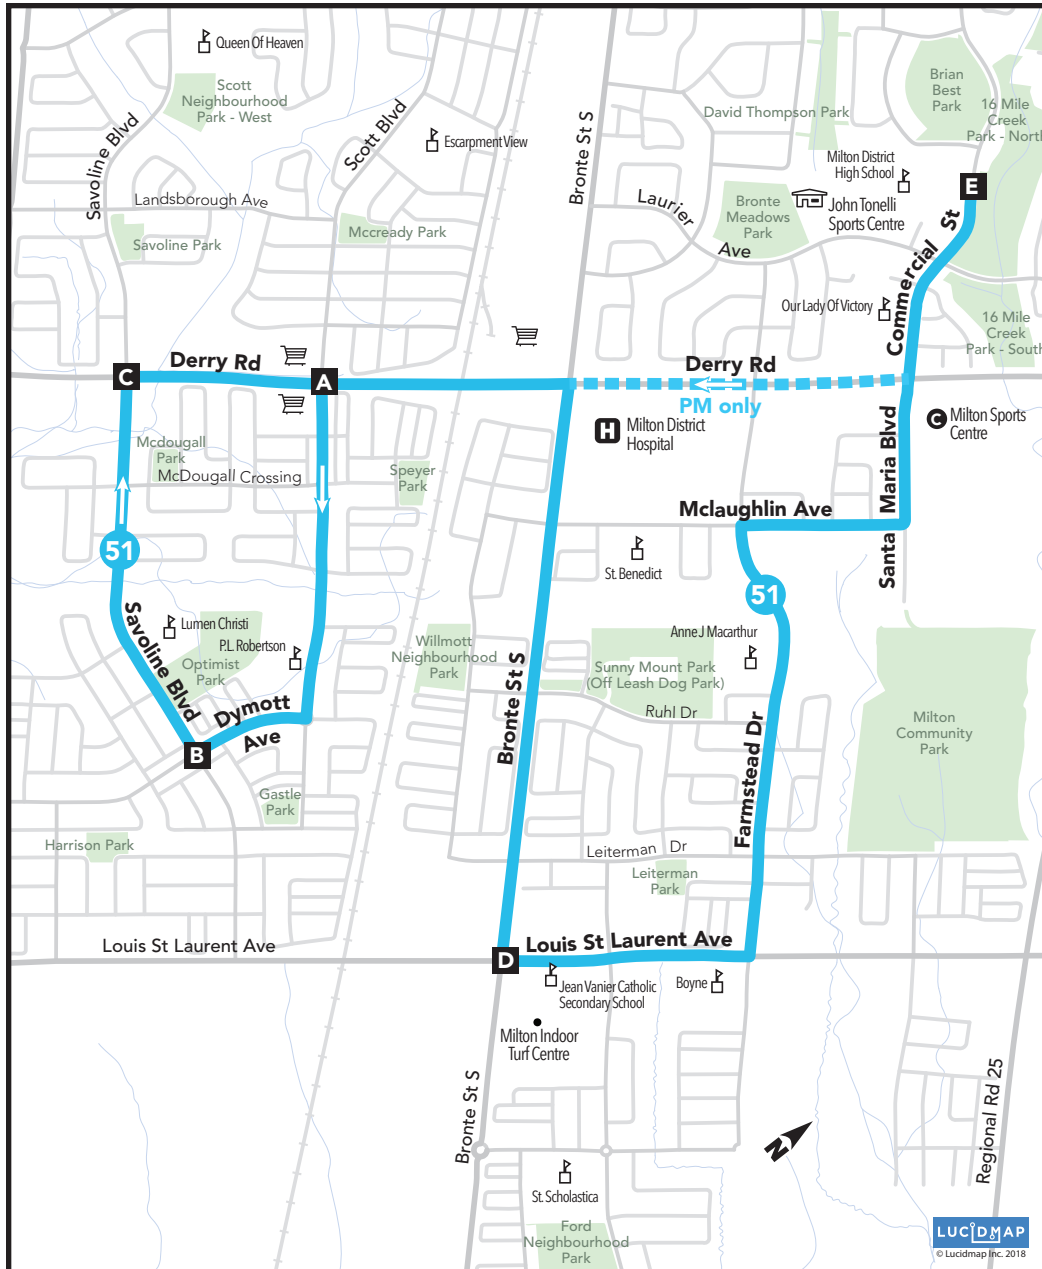 Queen Of Heaven
Scott
Neighbourhood
Park - West
Savoline Blvd
Scott Blvd
Escarpment View
Bronte St S
David Thompson Park
Brian
Best
Park
16 Mile
Creek
Park - North
Milton District
High School
E
John Tonelli
Sports Centre
Landsborough Ave
Savoline Park
Mccready Park
Laurier
Ave
Bronte
Meadows
Park
Commercial St
Our Lady Of Victory
16 Mile
Creek
Park - South
C
Derry Rd
A
Derry Rd
PM only
H
Milton District
Hospital
C
Milton Sports
Centre
Mcdougall
Park
McDougall Crossing
Speyer
Park
Mclaughlin Ave
Santa Maria Blvd
51
St. Benedict
51
Savoline Blvd
Lumen Christi
P.L. Robertson
Optimist
Park
Willmott
Neighbourhood
Park
Anne J Macarthur
Sunny Mount Park
(Off Leash Dog Park)
Ruhl Dr
Bronte St S
Dymott
Ave
B
Farmstead Dr
Milton
Community
Park
Gastle
Park
Harrison Park
Leiterman Dr
Leiterman
Park
Louis St Laurent Ave
D
Louis St Laurent Ave
Jean Vanier Catholic
Secondary School
Boyne
Milton Indoor
Turf Centre
Bronte St S
N
Regional Rd 25
St. Scholastica
Ford
Neighbourhood
Park
LUCIDMAP
© Lucidmap Inc. 2018